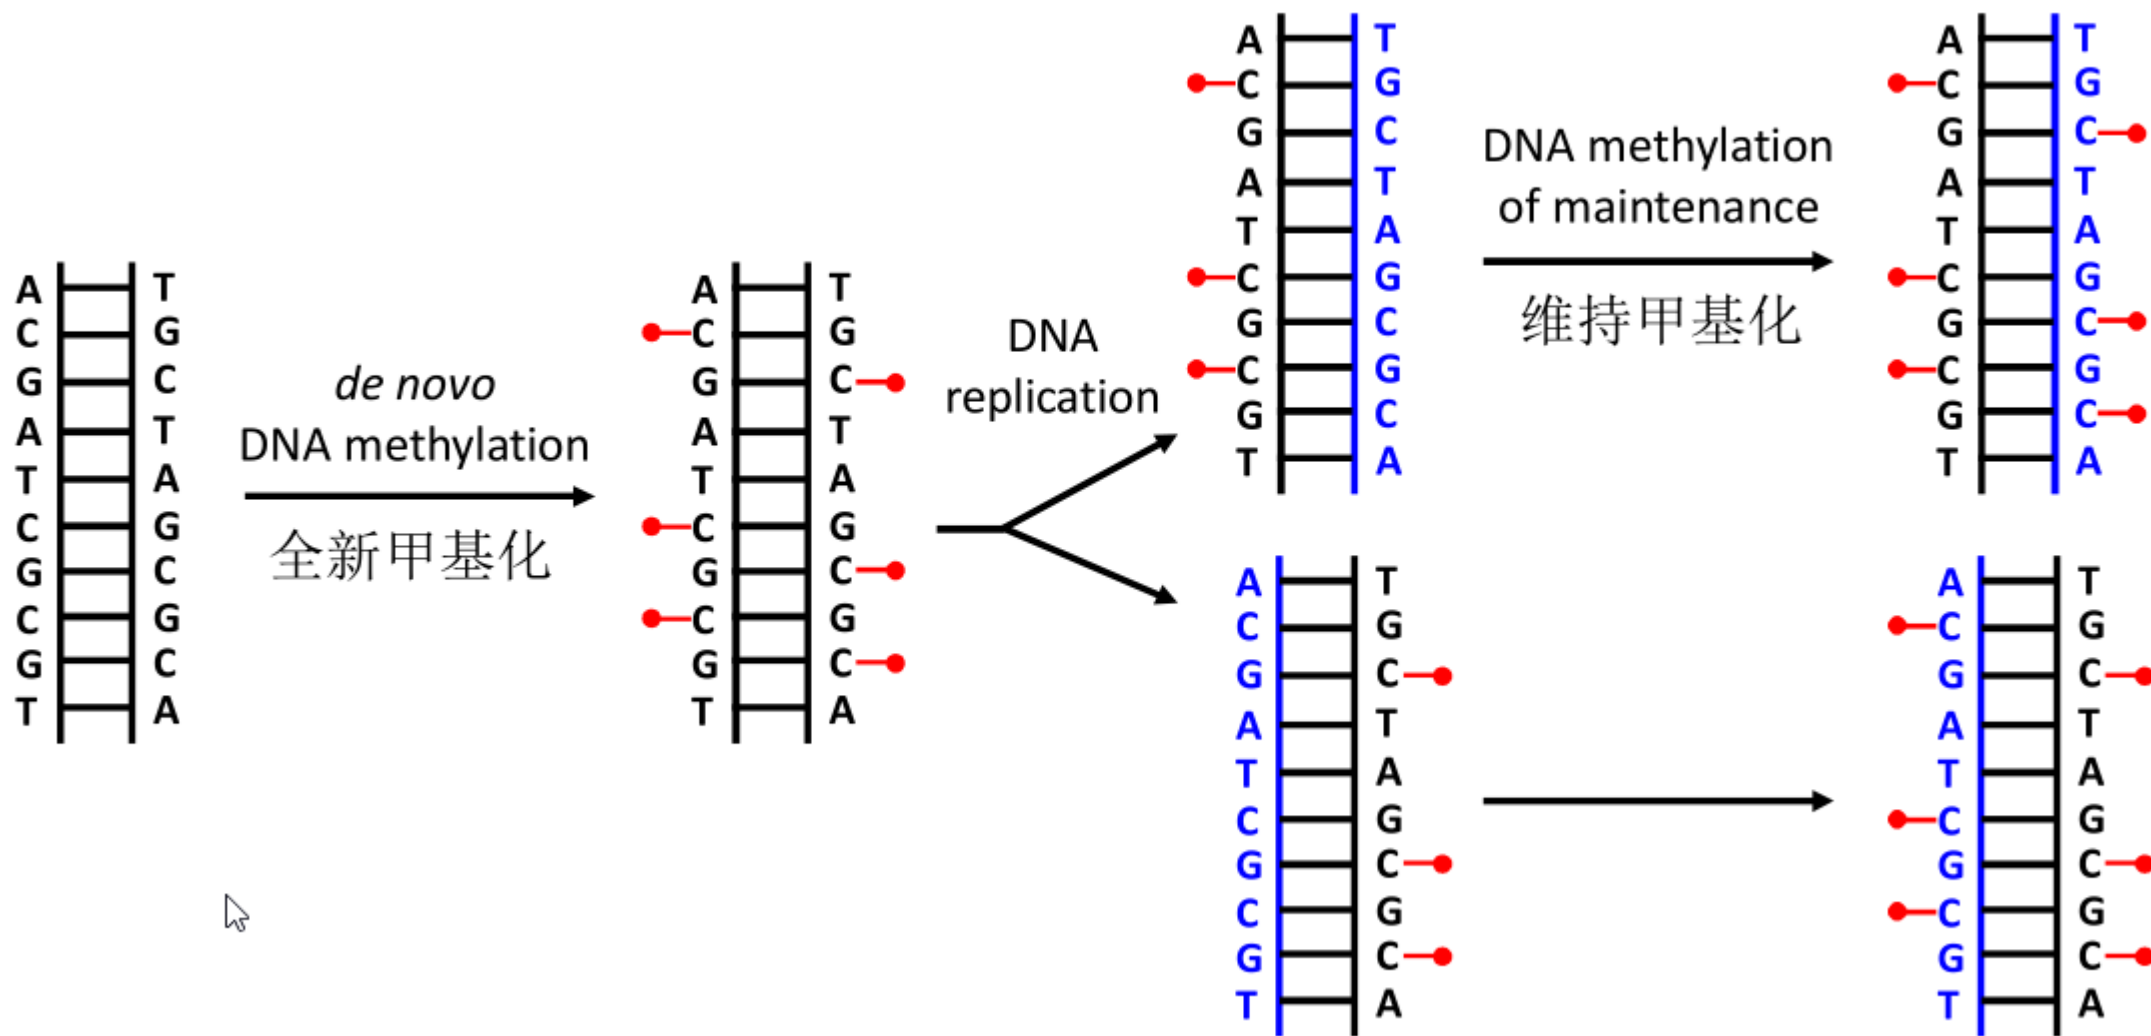 A T
C G
G C
A T
T A
C G
G C
C G
G C
T A
de novo
DNA methylation
全新甲基化
A T
C G
G C
A T
T A
C G
G C
C G
G C
T A
DNA
replication
A T
C G
G C
A T
T A
C G
G C
C G
G C
T A
DNA methylation
of maintenance
维持甲基化
A T
C G
G C
A T
T A
C G
G C
C G
G C
T A
A T
C G
G C
A T
T A
C G
G C
C G
G C
T A
A T
C G
G C
A T
T A
C G
G C
C G
G C
T A